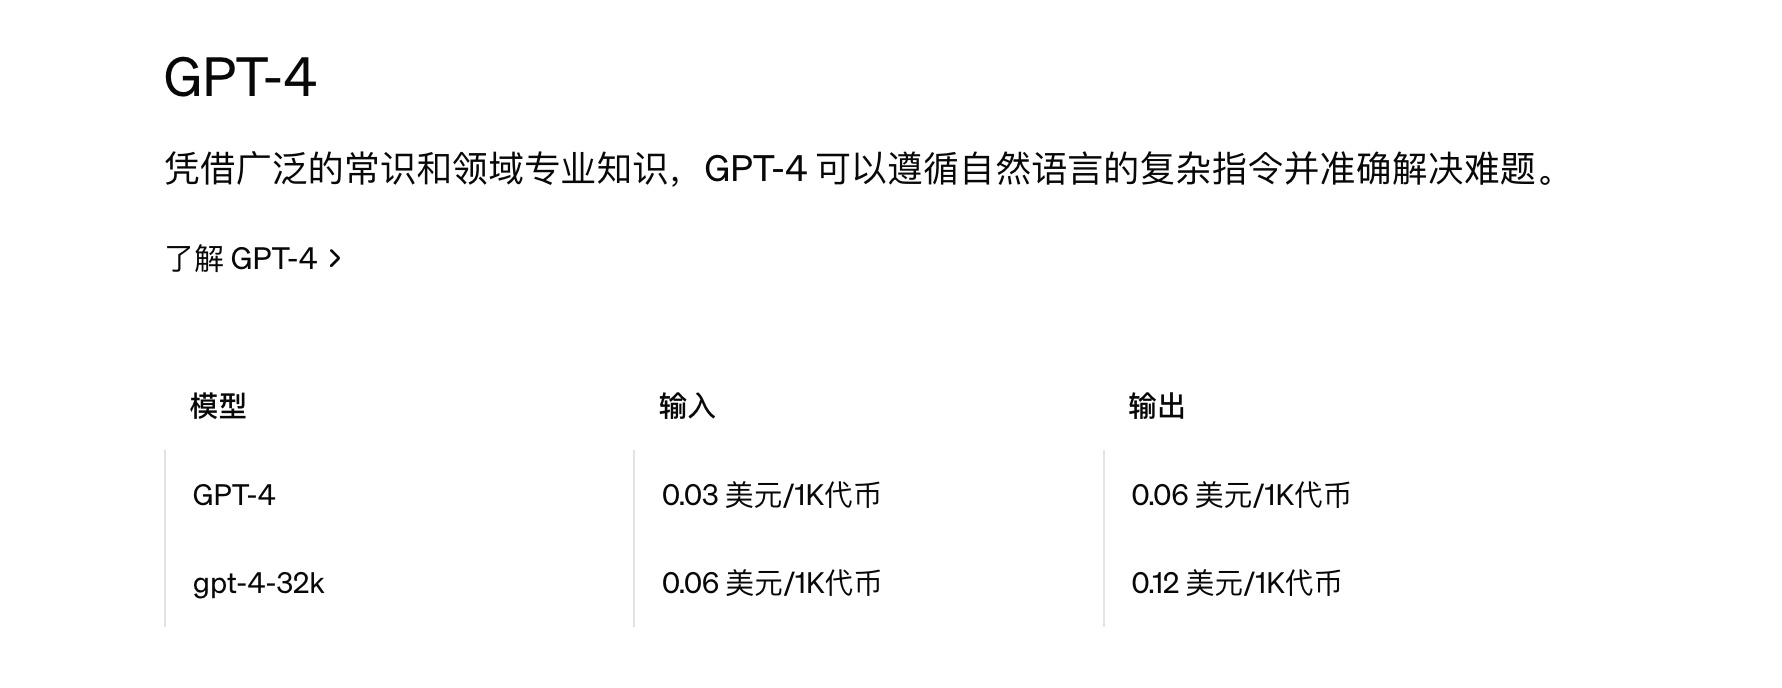 GPT-4
凭借广泛的常识和领域专业知识，GPT-4 可以遵循自然语言的复杂指令并准确解决难题。
了解 GPT-4 >
模型 输入 输出
GPT-4 0.03 美元/1K代币 0.06 美元/1K代币
gpt-4-32k 0.06 美元/1K代币 0.12 美元/1K代币